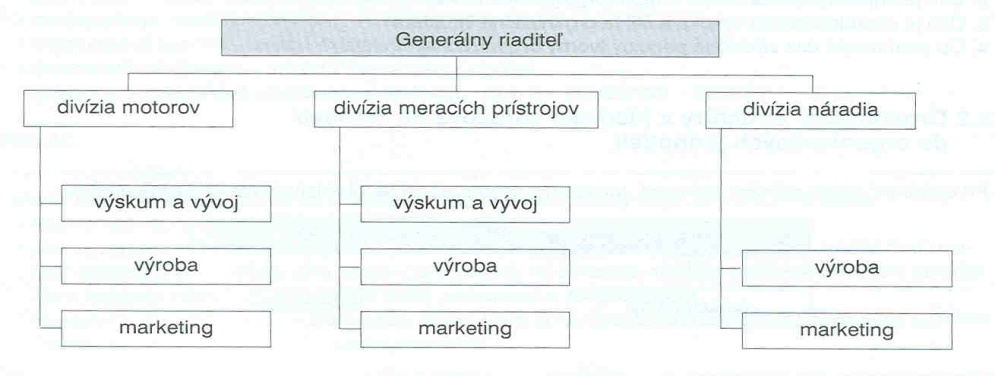 Generálny riaditeľ
divízia motorov
divízia meracích prístrojov
divízia náradia
výskum a vývoj
výskum a vývoj
výroba
výroba
výroba
marketing
marketing
marketing